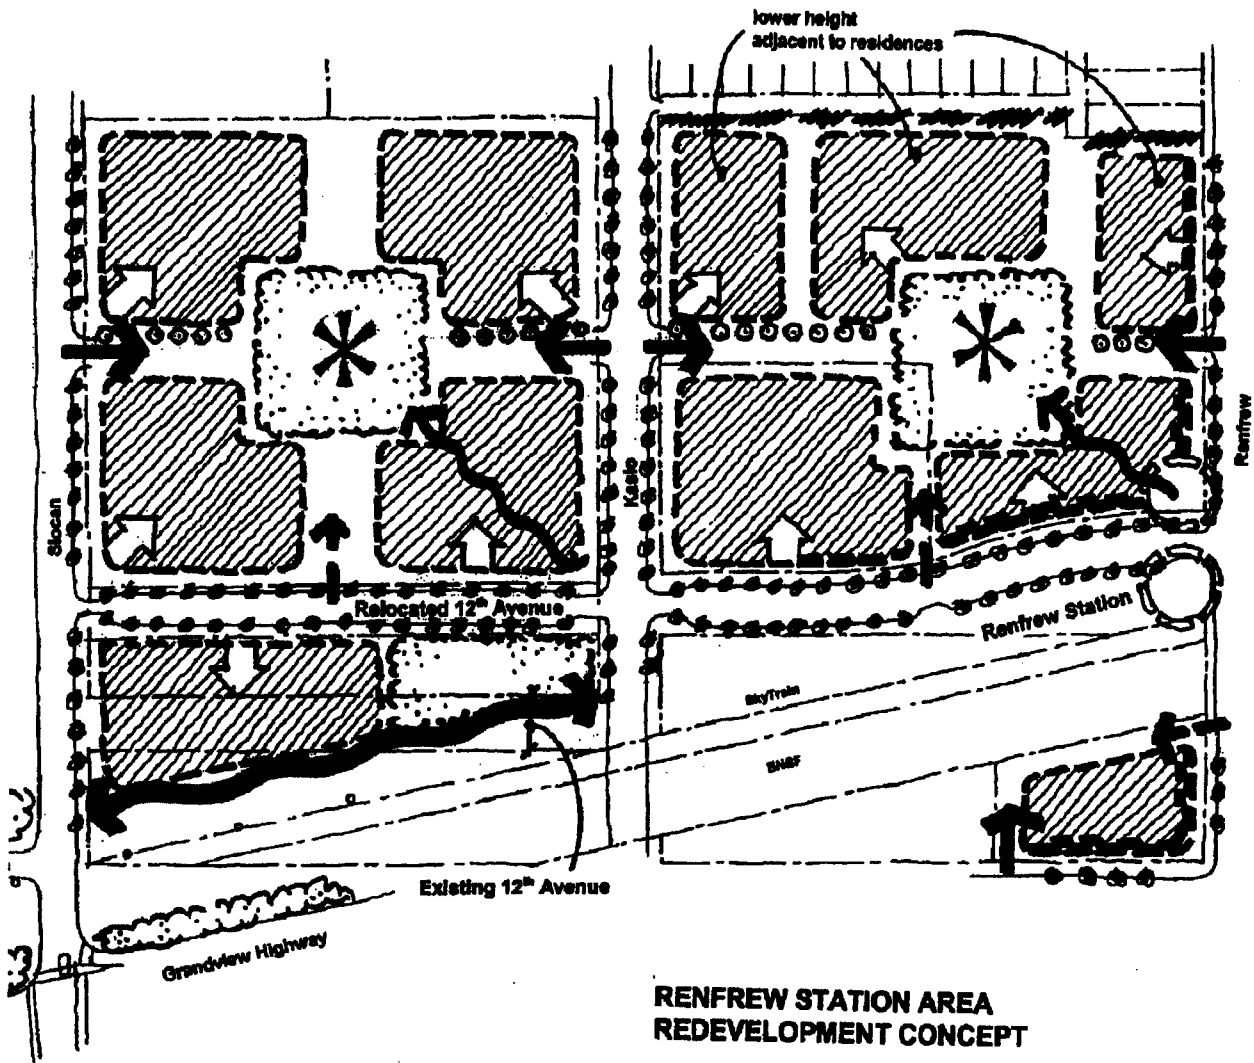 lower height
adjacent to residences
Renfrew
Kaslo
Slocan
Relocated 12th Avenue
Renfrew Station
SkyTrain
BNSF
Existing 12th Avenue
Grandview Highway
RENFREW STATION AREA
REDEVELOPMENT CONCEPT